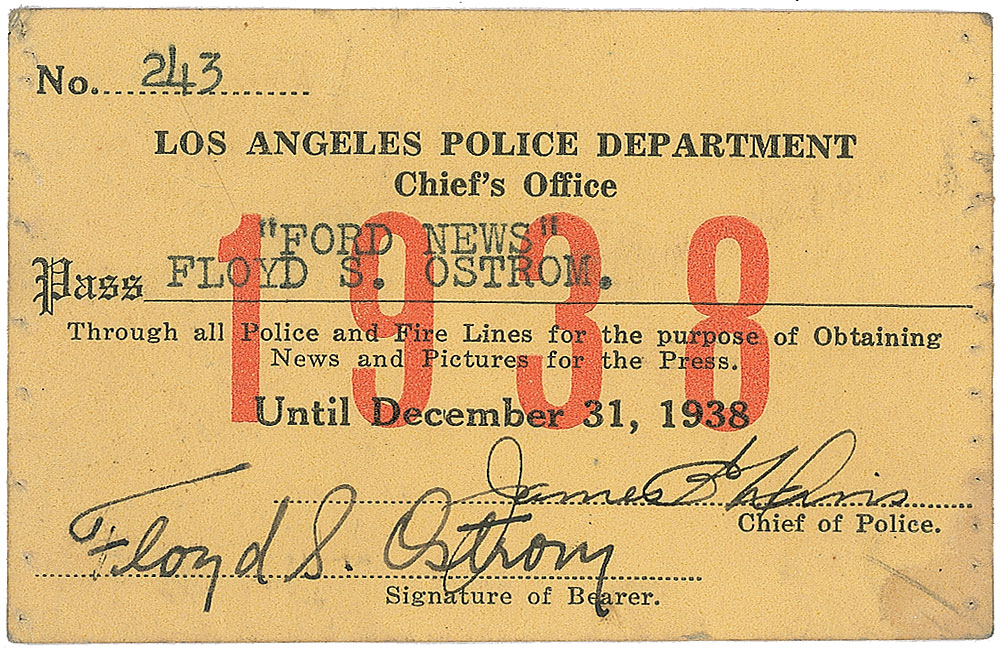 No. 243
LOS ANGELES POLICE DEPARTMENT
Chief's Office
1938
"FORD NEWS"
Pass FLOYD S. OSTROM.
Through all Police and Fire Lines for the purpose of Obtaining
News and Pictures for the Press.
Until December 31, 1938
James E Davis
Chief of Police.
Floyd S. Ostrom
Signature of Bearer.